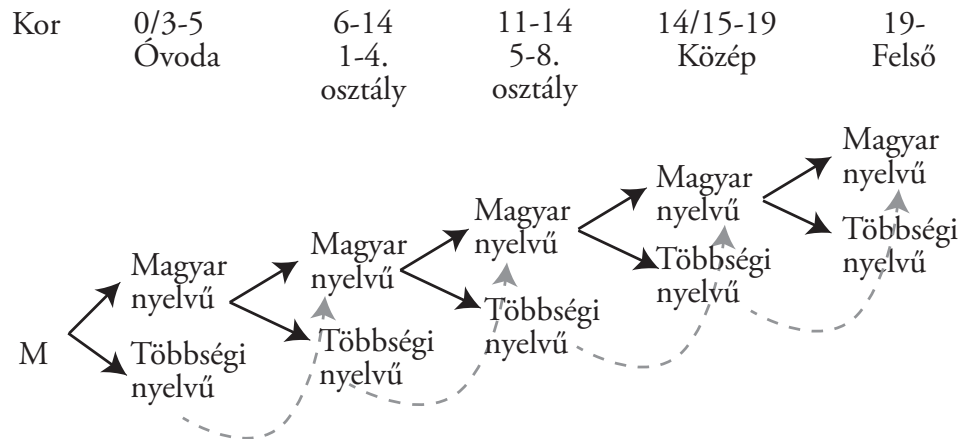 Kor 0/3-5 6-14 11-14 14/15-19 19-
Óvoda 1-4. 5-8. Közép Felső
osztály osztály
Magyar
nyelvű
Magyar
nyelvű
Többségi
nyelvű
Magyar
nyelvű
Többségi
nyelvű
Magyar
nyelvű
Többségi
nyelvű
Magyar
nyelvű
Többségi
nyelvű
M
Többségi
nyelvű